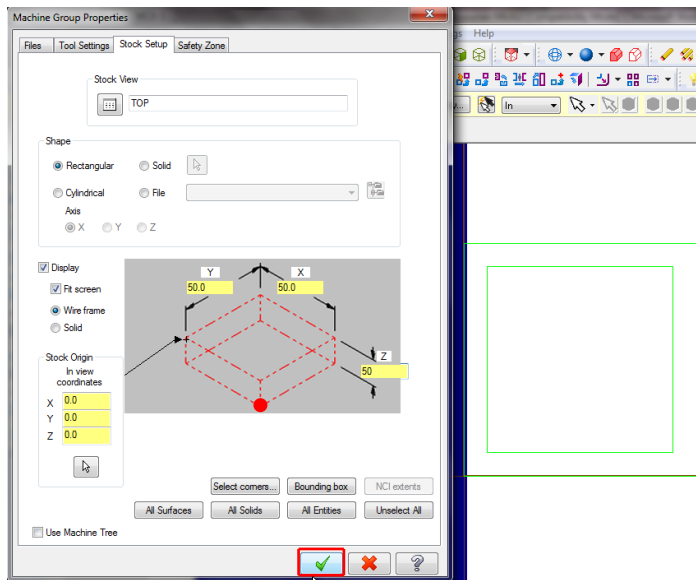 Machine Group Properties
Help
Files Tool Settings Stock Setup Safety Zone
Stock View
TOP
In
Shape
Rectangular Solid
Cylindrical File
Axis
X Y Z
Display
Fit screen
Wire frame
Solid
Y X
50.0 50.0
Z
50
Stock Origin
In view
coordinates
X 0.0
Y 0.0
Z 0.0
Select corners... Bounding box NCI extents
All Surfaces All Solids All Entities Unselect All
Use Machine Tree